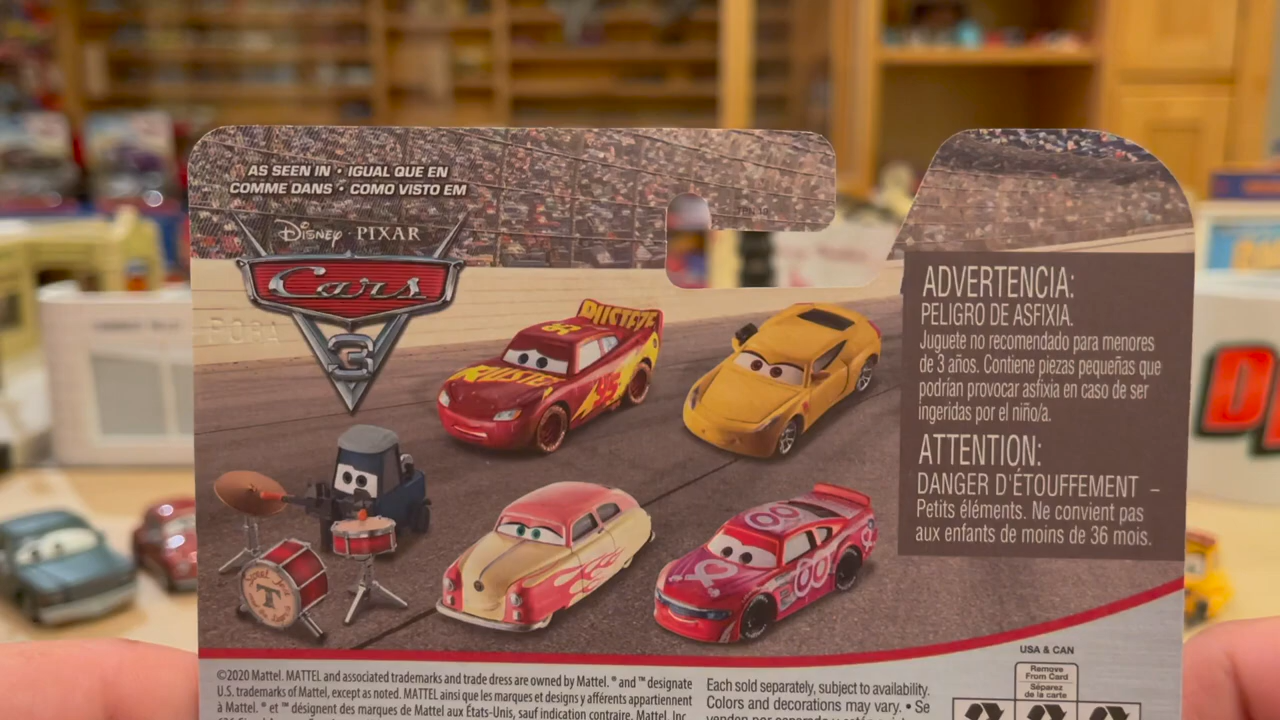 AS SEEN IN • IGUAL QUE EN
COMME DANS • COMO VISTO EM
DISNEY PIXAR
Cars
3
ADVERTENCIA:
PELIGRO DE ASFIXIA.
Juguete no recomendado para menores
de 3 años. Contiene piezas pequeñas que
podrían provocar asfixia en caso de ser
ingeridas por el niño/a.
ATTENTION:
DANGER D'ÉTOUFFEMENT –
Petits éléments. Ne convient pas
aux enfants de moins de 36 mois.
RUSTEZE
95
RUSTE
95
T
00
00
©2020 Mattel. MATTEL and associated trademarks and trade dress are owned by Mattel. ® and ™ designate
U.S. trademarks of Mattel, except as noted. MATTEL ainsi que les marques et designs y afférents appartiennent
à Mattel. ® et ™ désignent des marques de Mattel aux États-Unis, sauf indication contraire. Mattel, Inc.
Each sold separately, subject to availability.
Colors and decorations may vary. • Se
USA & CAN
Remove
From Card
Séparez
de la carte